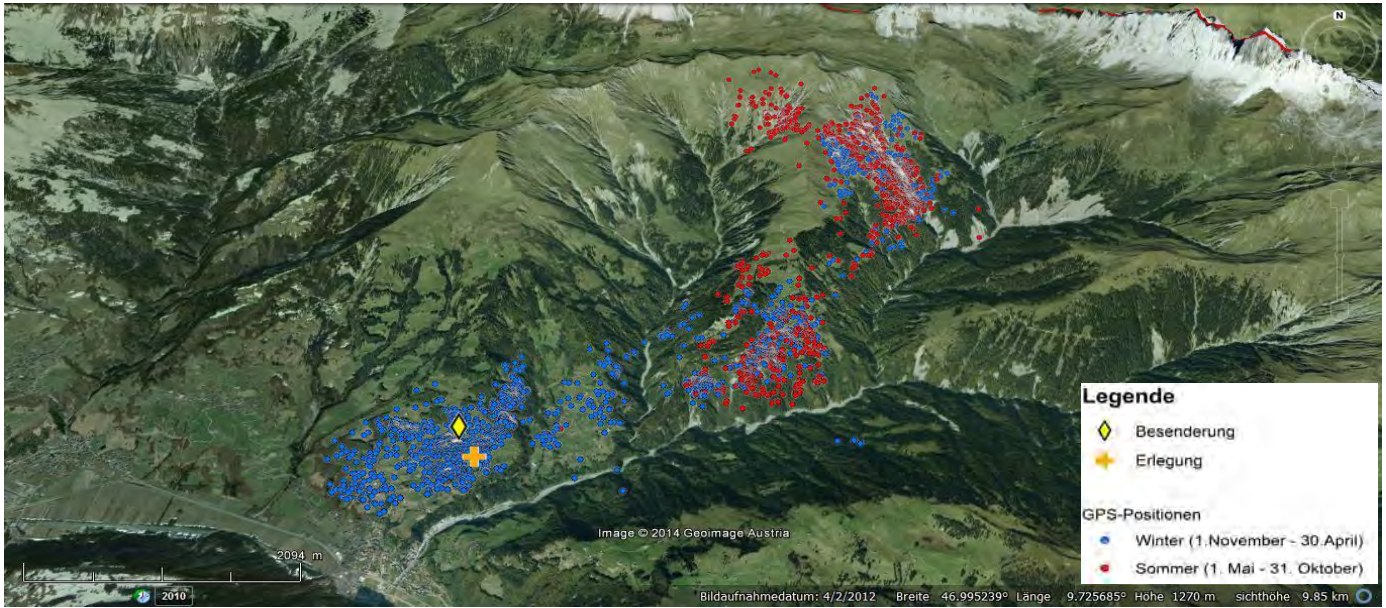 N
Legende
Besenderung
Erlegung
GPS-Positionen
Winter (1.November - 30.April)
Sommer (1. Mai - 31. Oktober)
Image © 2014 Geoimage Austria
2094 m
2010
Bildaufnahmedatum: 4/2/2012 Breite 46.995239° Länge 9.725685° Höhe 1270 m sichthöhe 9.85 km